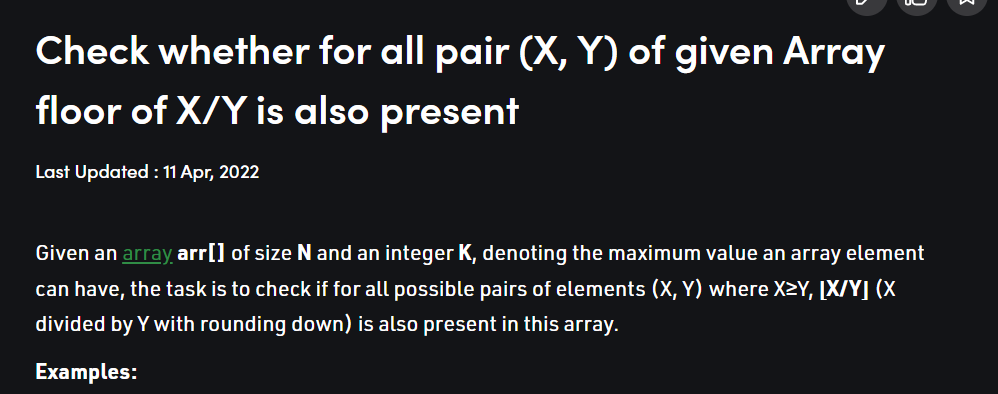 Check whether for all pair (X, Y) of given Array
floor of X/Y is also present
Last Updated : 11 Apr, 2022
Given an array arr[] of size N and an integer K, denoting the maximum value an array element
can have, the task is to check if for all possible pairs of elements (X, Y) where X≥Y, ⌊X/Y⌋ (X
divided by Y with rounding down) is also present in this array.
Examples: